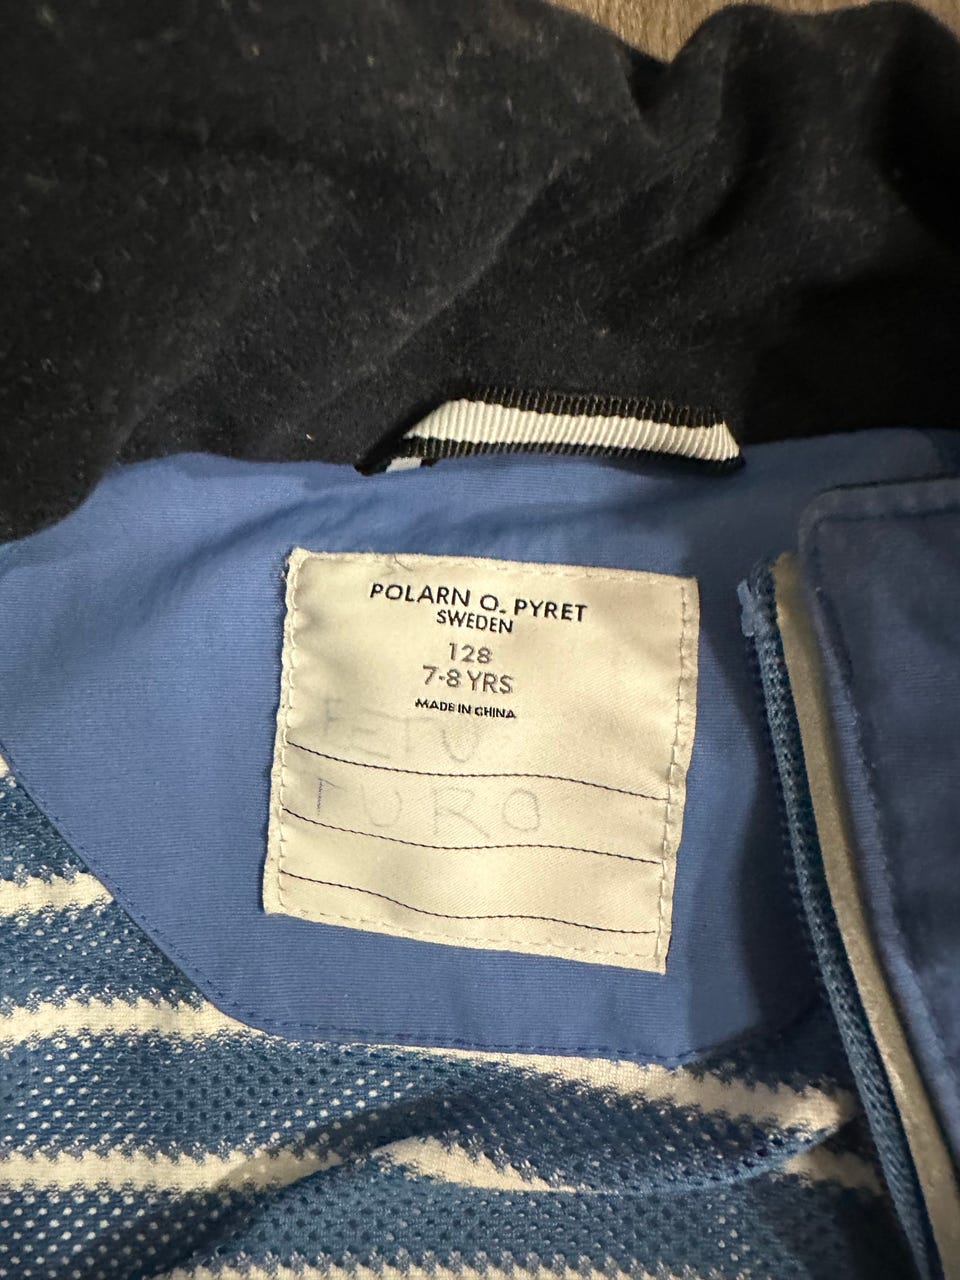 POLARN O. PYRET
SWEDEN
128
7-8 YRS
MADE IN CHINA
TURO